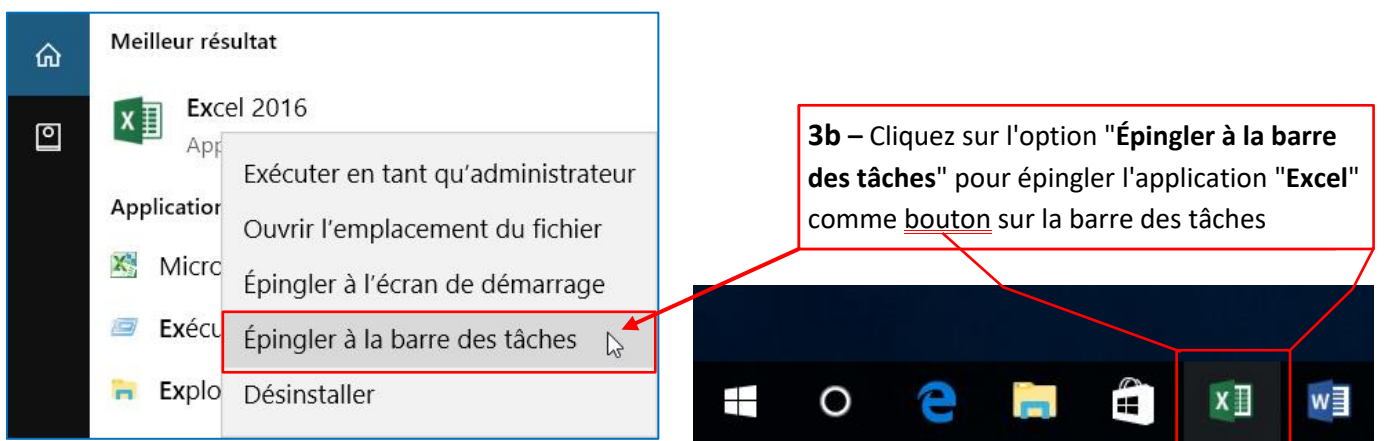 Meilleur résultat
Excel 2016
App
Exécuter en tant qu’administrateur
Application
Ouvrir l’emplacement du fichier
Micro
Épingler à l’écran de démarrage
Exécu
Épingler à la barre des tâches
Explo
Désinstaller
3b – Cliquez sur l'option "Épingler à la barre
des tâches" pour épingler l'application "Excel"
comme bouton sur la barre des tâches